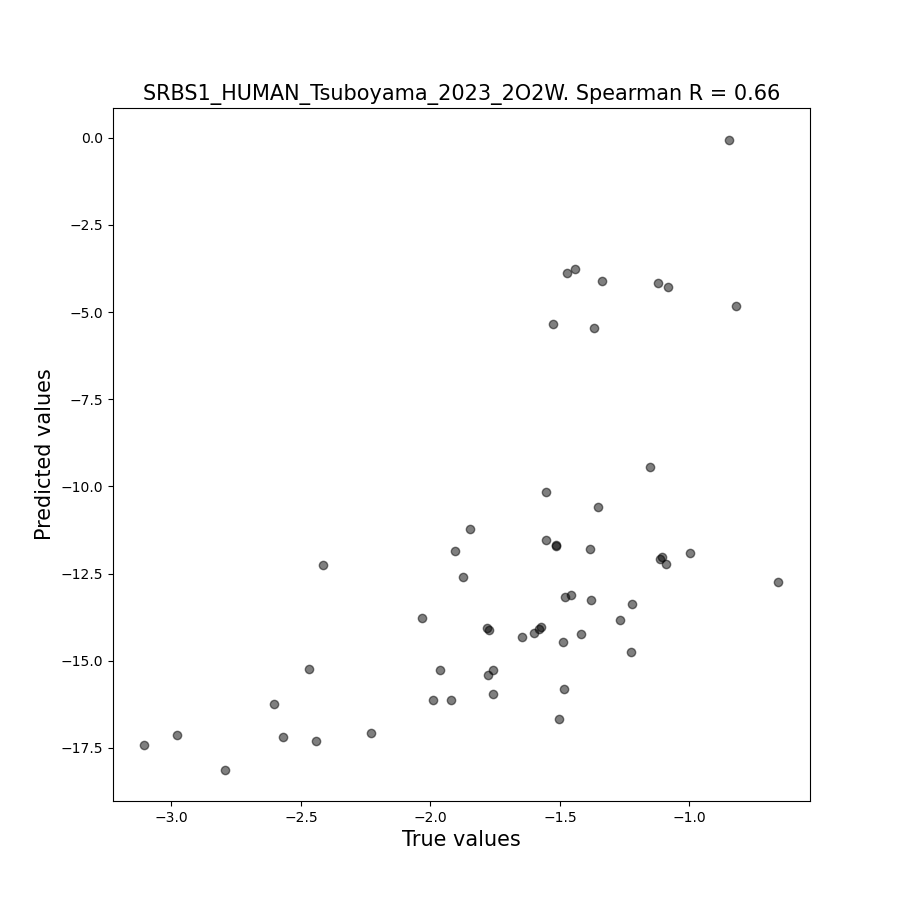 SRBS1_HUMAN_Tsuboyama_2023_2O2W. Spearman R = 0.66
0.0
−2.5
−5.0
−7.5
−10.0
−12.5
−15.0
−17.5
Predicted values
−3.0 −2.5 −2.0 −1.5 −1.0
True values